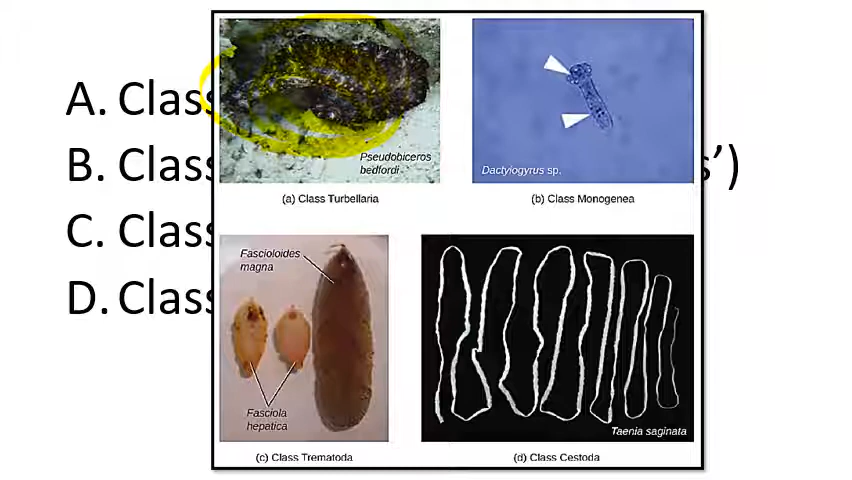 A. Class
B. Class
s’)
C. Class
D. Class
Pseudobiceros
bedfordi
Dactylogyrus sp.
(a) Class Turbellaria
(b) Class Monogenea
Fascioloides
magna
Fasciola
hepatica
Taenia saginata
(c) Class Trematoda
(d) Class Cestoda